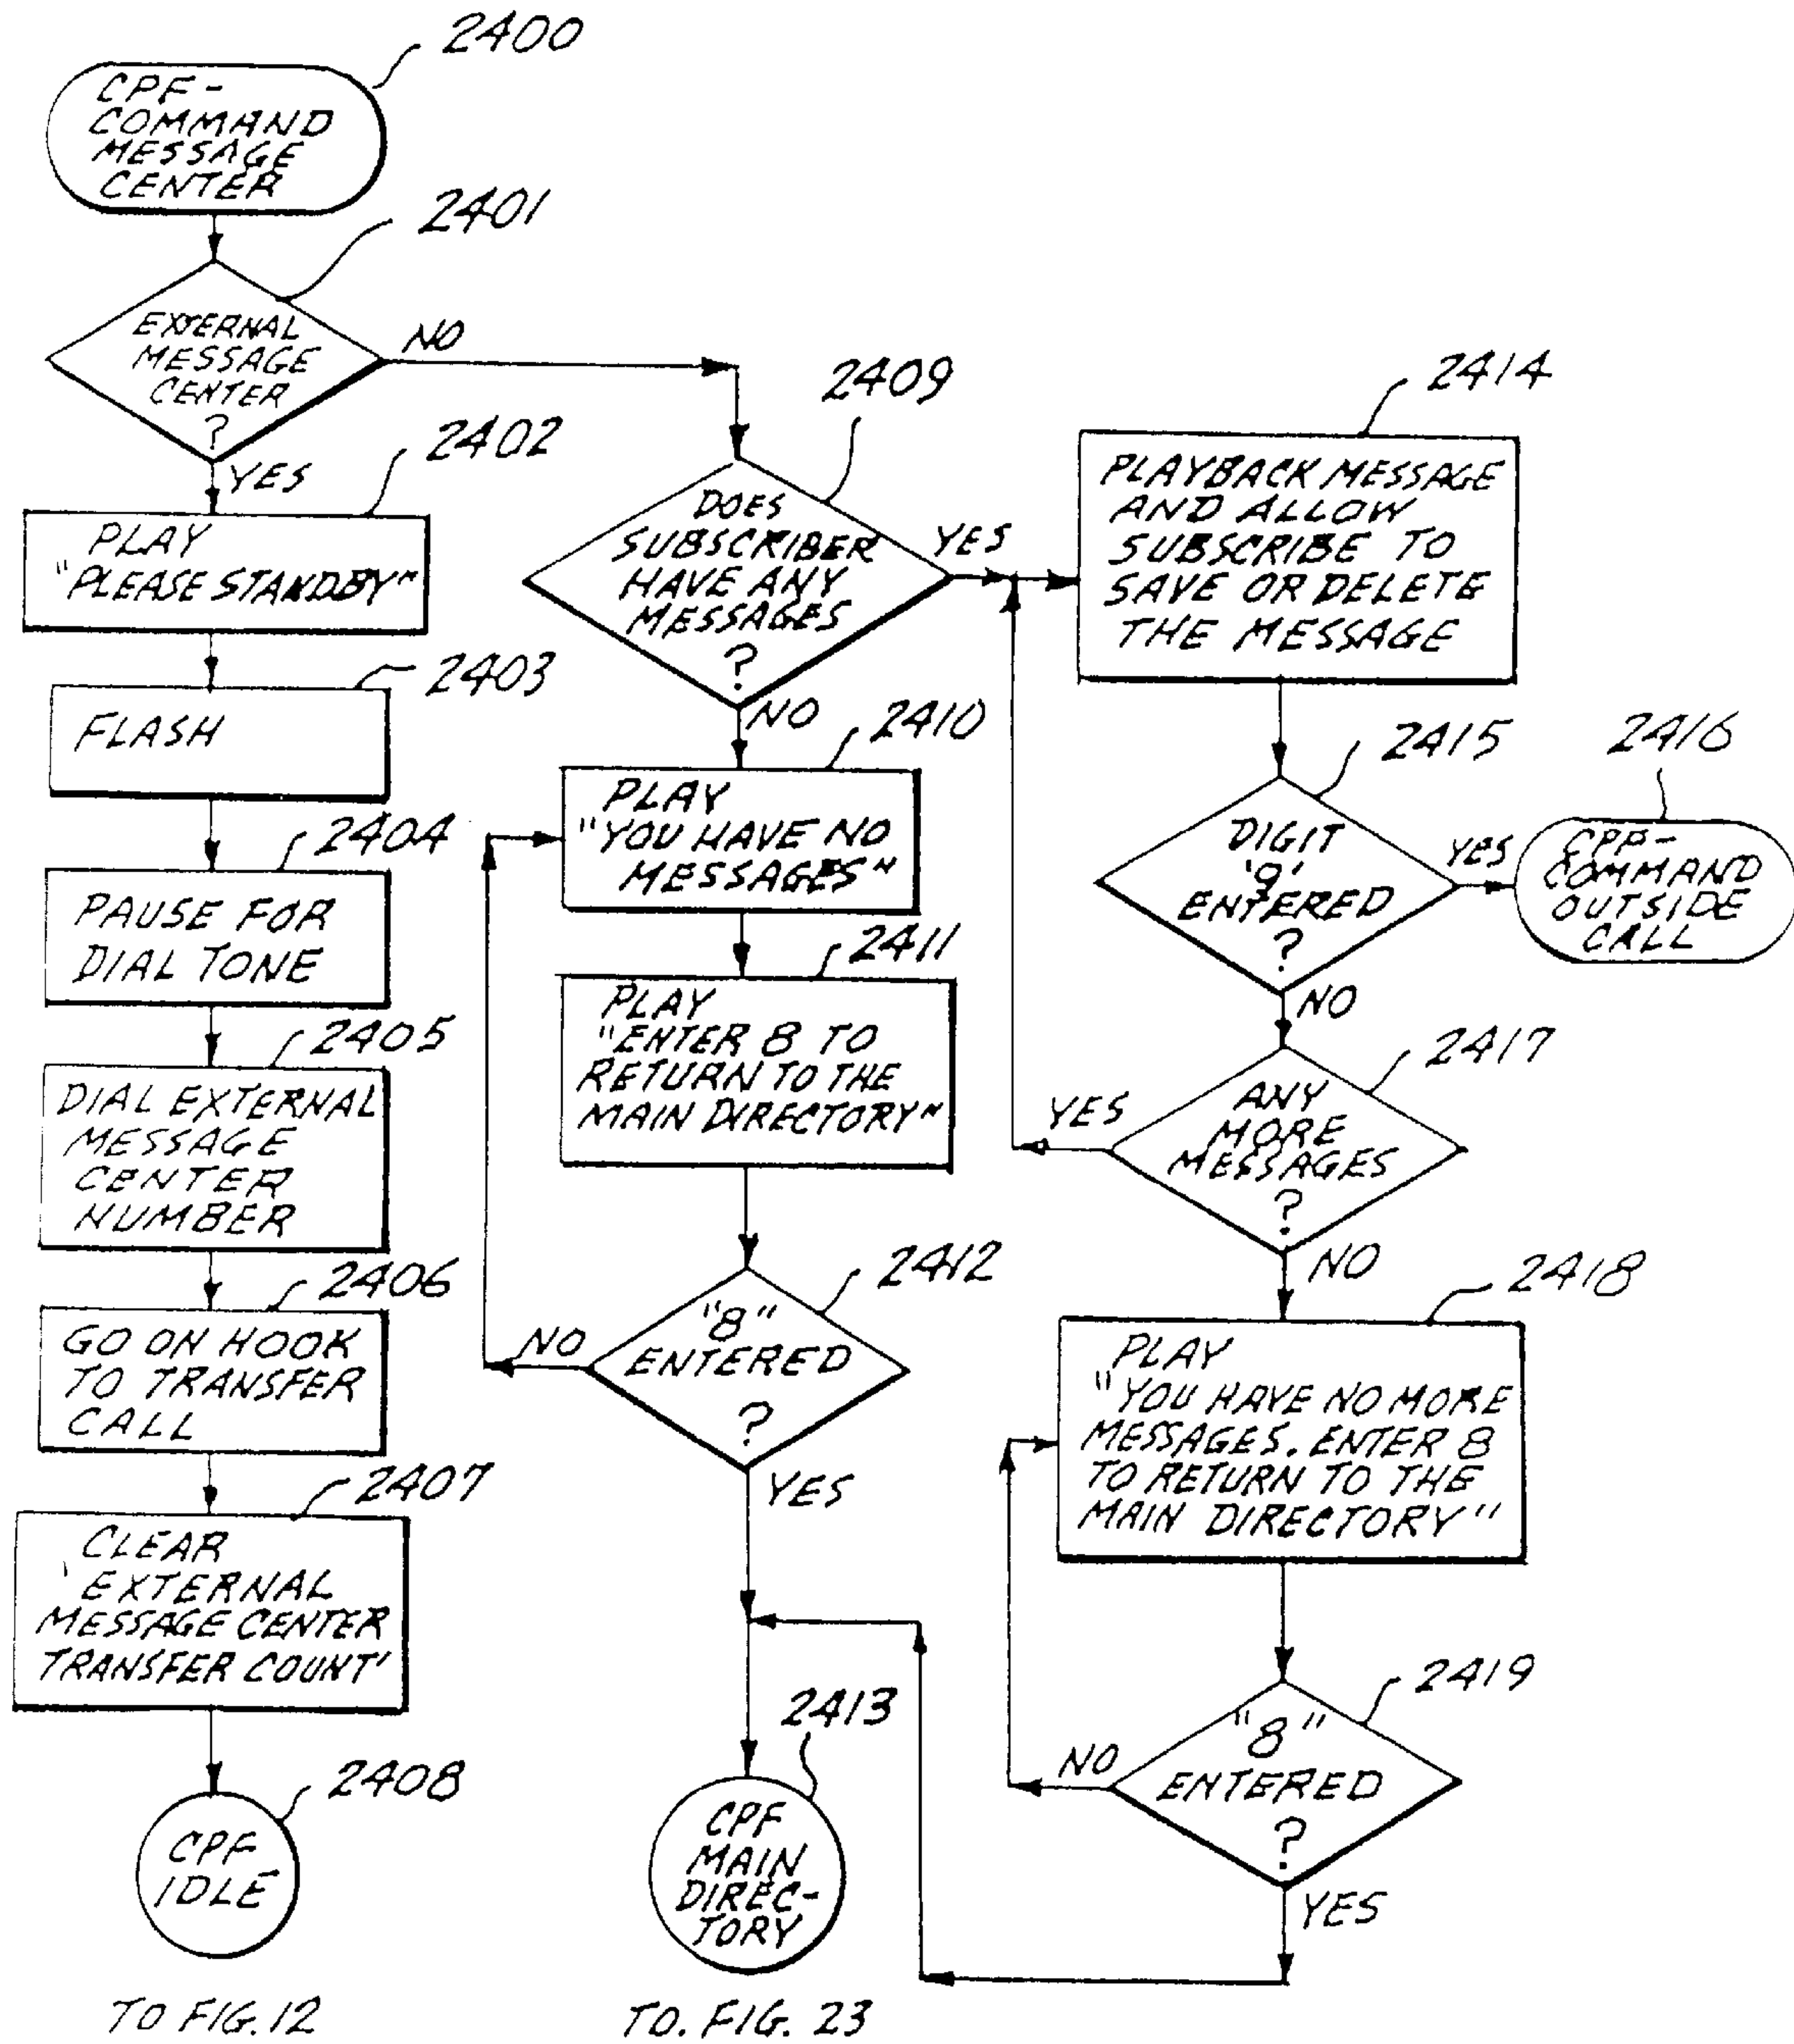 2400
CPF-
COMMAND
MESSAGE
CENTER
2401
EXTERNAL
MESSAGE
CENTER
?
NO
YES
2402
PLAY
"PLEASE STANDBY"
2403
FLASH
2404
PAUSE FOR
DIAL TONE
2405
DIAL EXTERNAL
MESSAGE
CENTER
NUMBER
2406
GO ON HOOK
TO TRANSFER
CALL
2407
CLEAR
'EXTERNAL
MESSAGE CENTER
TRANSFER COUNT'
2408
CPF
IDLE
TO FIG. 12
2409
DOES
SUBSCRIBER
HAVE ANY
MESSAGES
?
YES
NO
2410
PLAY
"YOU HAVE NO
MESSAGES"
2411
PLAY
"ENTER 8 TO
RETURN TO THE
MAIN DIRECTORY"
2412
"8"
ENTERED
?
NO
YES
2413
CPF
MAIN
DIREC-
TORY
TO. FIG. 23
2414
PLAYBACK MESSAGE
AND ALLOW
SUBSCRIBE TO
SAVE OR DELETE
THE MESSAGE
2415
DIGIT
'9'
ENTERED
?
YES
NO
2416
CPP-
COMMAND
OUTSIDE
CALL
2417
ANY
MORE
MESSAGES
?
YES
NO
2418
PLAY
"YOU HAVE NO MORE
MESSAGES. ENTER 8
TO RETURN TO THE
MAIN DIRECTORY"
2419
"8"
ENTERED
?
NO
YES